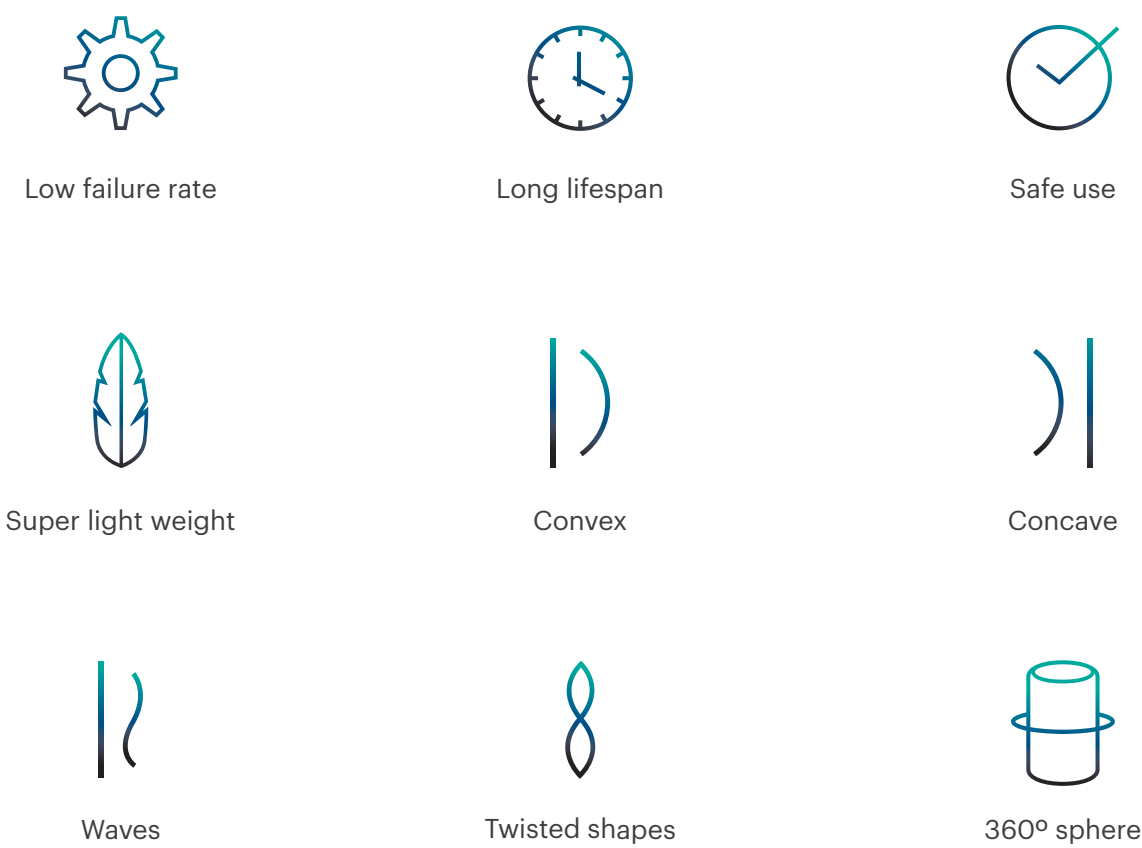 Low failure rate
Long lifespan
Safe use
Super light weight
Convex
Concave
Waves
Twisted shapes
360º sphere